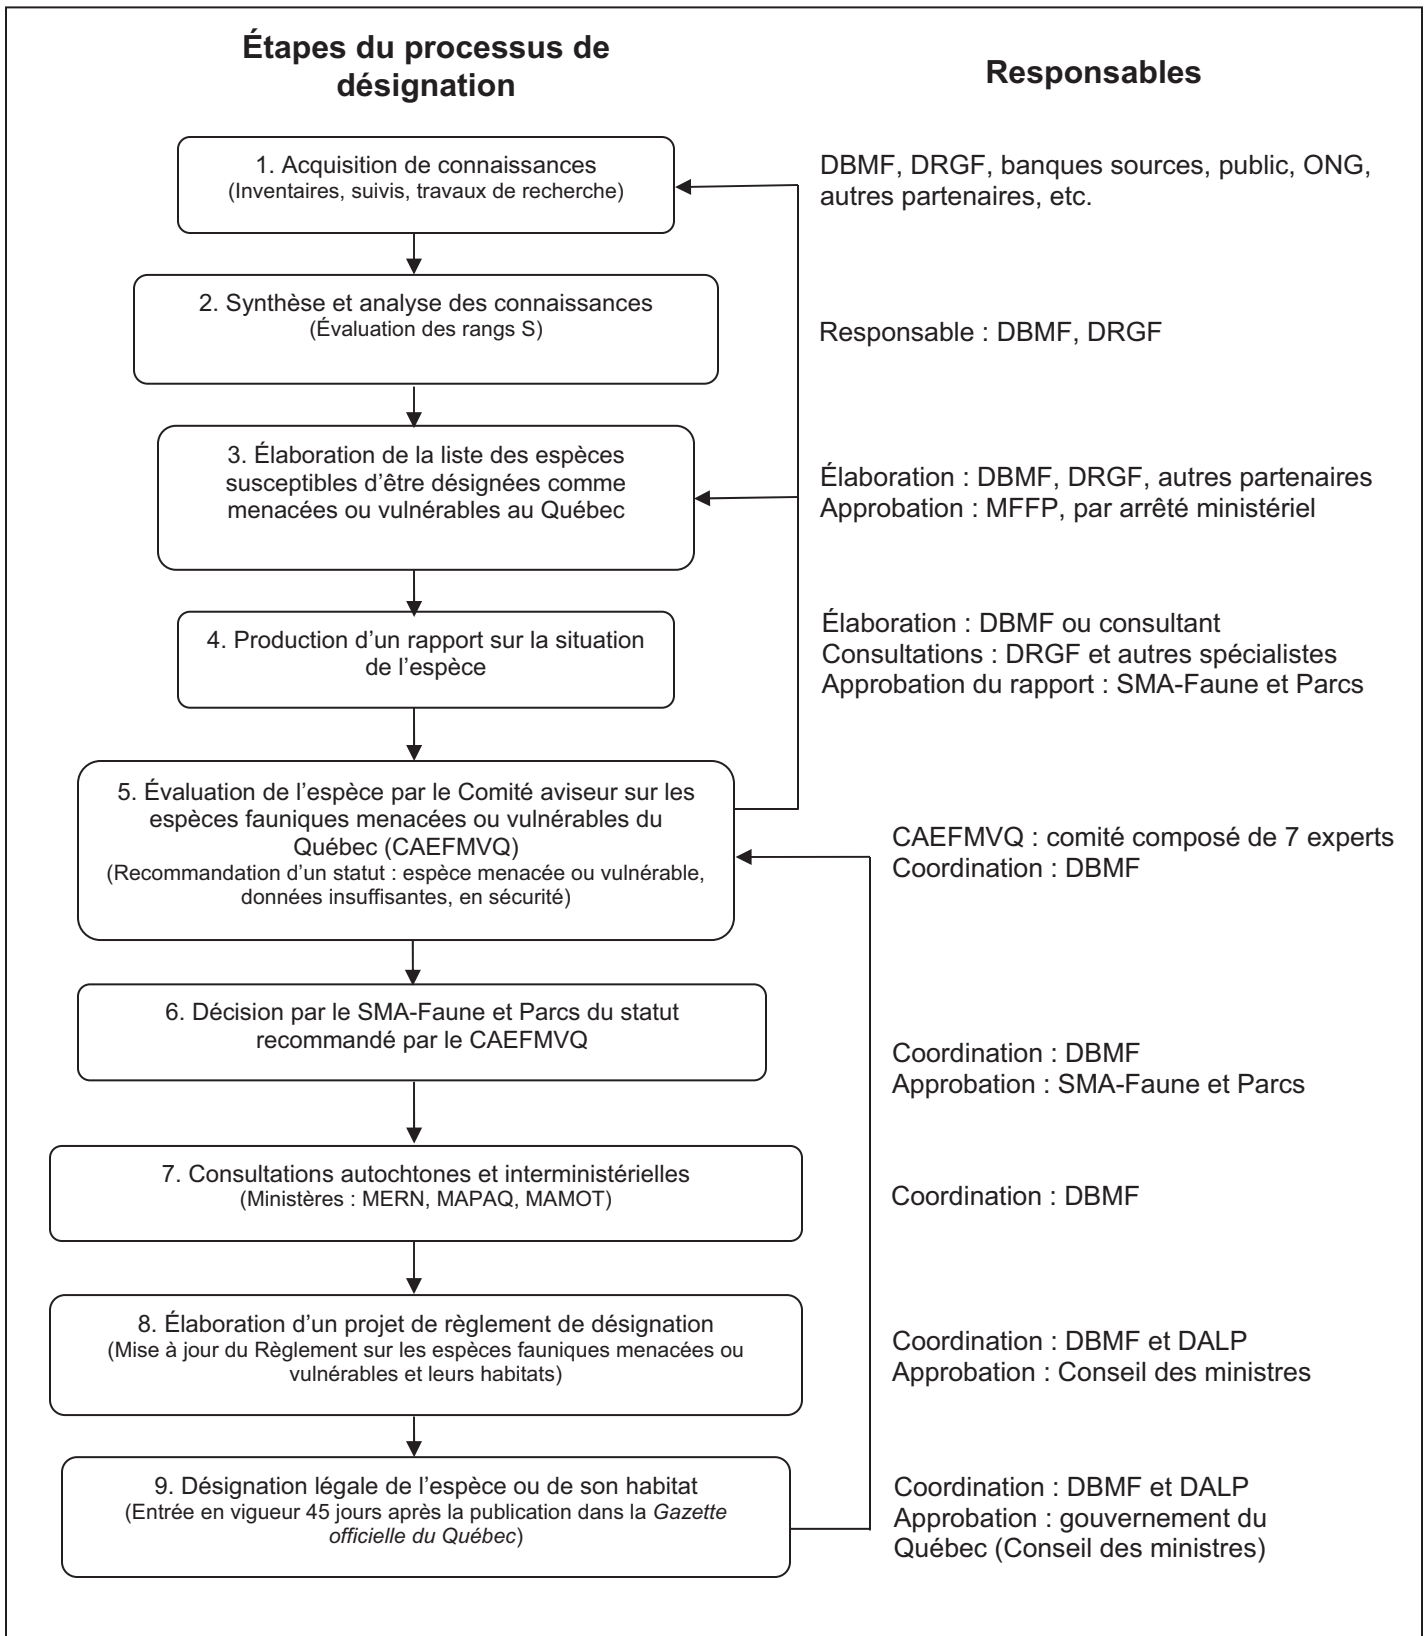 Étapes du processus de
désignation
Responsables
1. Acquisition de connaissances
(Inventaires, suivis, travaux de recherche)
DBMF, DRGF, banques sources, public, ONG,
autres partenaires, etc.
2. Synthèse et analyse des connaissances
(Évaluation des rangs S)
Responsable : DBMF, DRGF
3. Élaboration de la liste des espèces
susceptibles d’être désignées comme
menacées ou vulnérables au Québec
Élaboration : DBMF, DRGF, autres partenaires
Approbation : MFFP, par arrêté ministériel
4. Production d’un rapport sur la situation
de l’espèce
Élaboration : DBMF ou consultant
Consultations : DRGF et autres spécialistes
Approbation du rapport : SMA-Faune et Parcs
5. Évaluation de l’espèce par le Comité aviseur sur les
espèces fauniques menacées ou vulnérables du
Québec (CAEFMVQ)
(Recommandation d’un statut : espèce menacée ou vulnérable,
données insuffisantes, en sécurité)
CAEFMVQ : comité composé de 7 experts
Coordination : DBMF
6. Décision par le SMA-Faune et Parcs du statut
recommandé par le CAEFMVQ
Coordination : DBMF
Approbation : SMA-Faune et Parcs
7. Consultations autochtones et interministérielles
(Ministères : MERN, MAPAQ, MAMOT)
Coordination : DBMF
8. Élaboration d’un projet de règlement de désignation
(Mise à jour du Règlement sur les espèces fauniques menacées ou
vulnérables et leurs habitats)
Coordination : DBMF et DALP
Approbation : Conseil des ministres
9. Désignation légale de l’espèce ou de son habitat
(Entrée en vigueur 45 jours après la publication dans la Gazette
officielle du Québec)
Coordination : DBMF et DALP
Approbation : gouvernement du
Québec (Conseil des ministres)